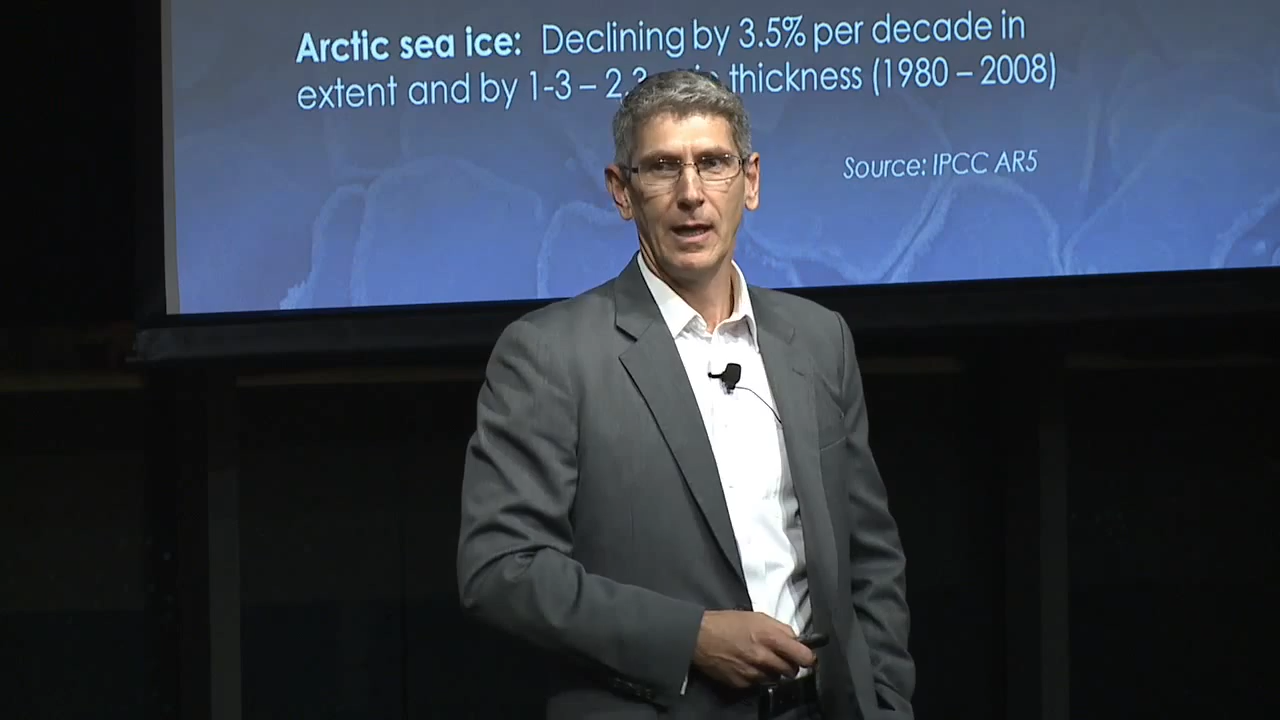 Arctic sea ice: Declining by 3.5% per decade in
extent and by 1-3 – 2.3 thickness (1980 – 2008)
Source: IPCC AR5